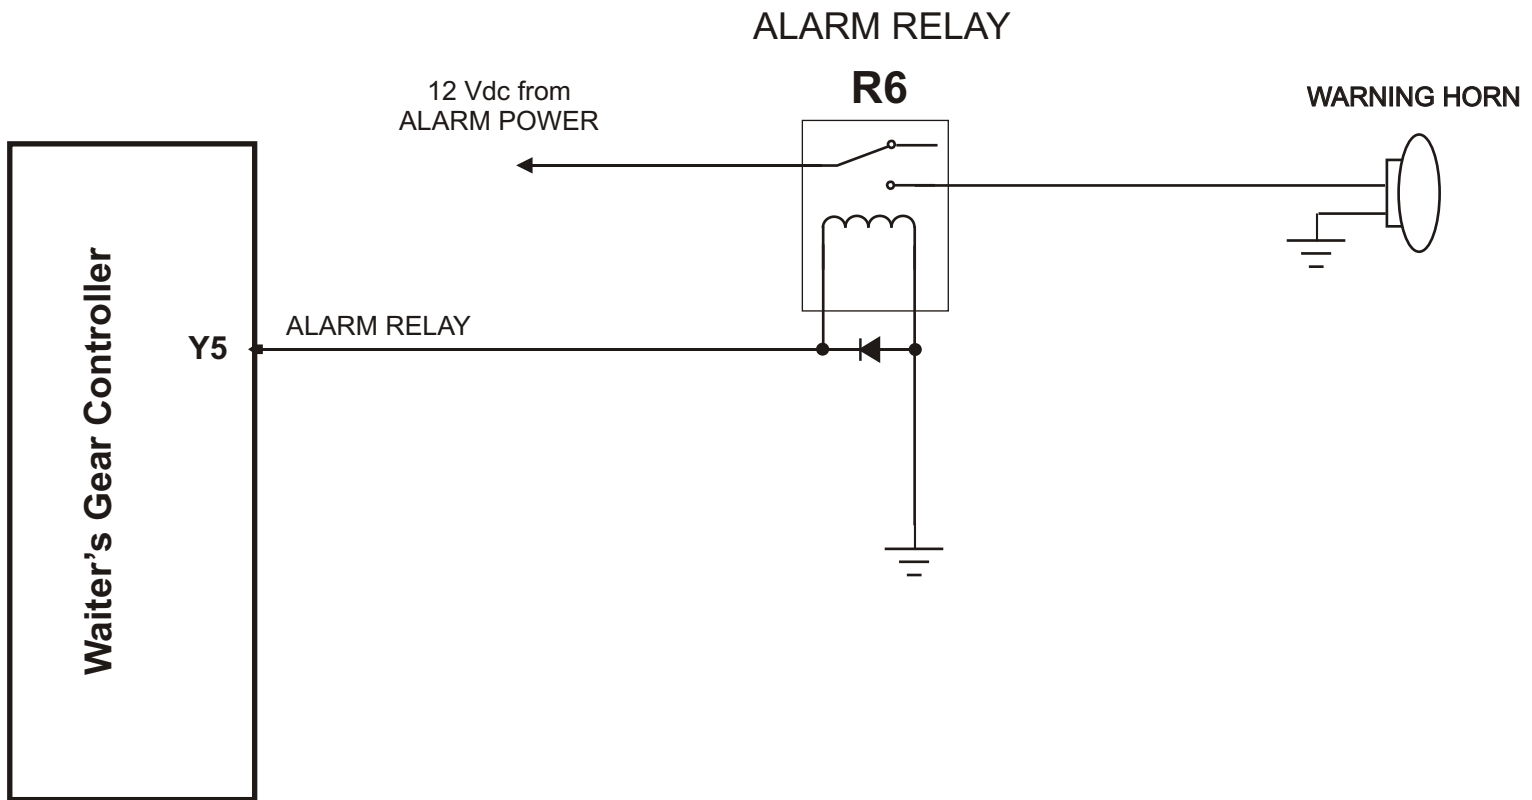 ALARM RELAY
R6
12 Vdc from
ALARM POWER
WARNING HORN
Waiter's Gear Controller
Y5
ALARM RELAY